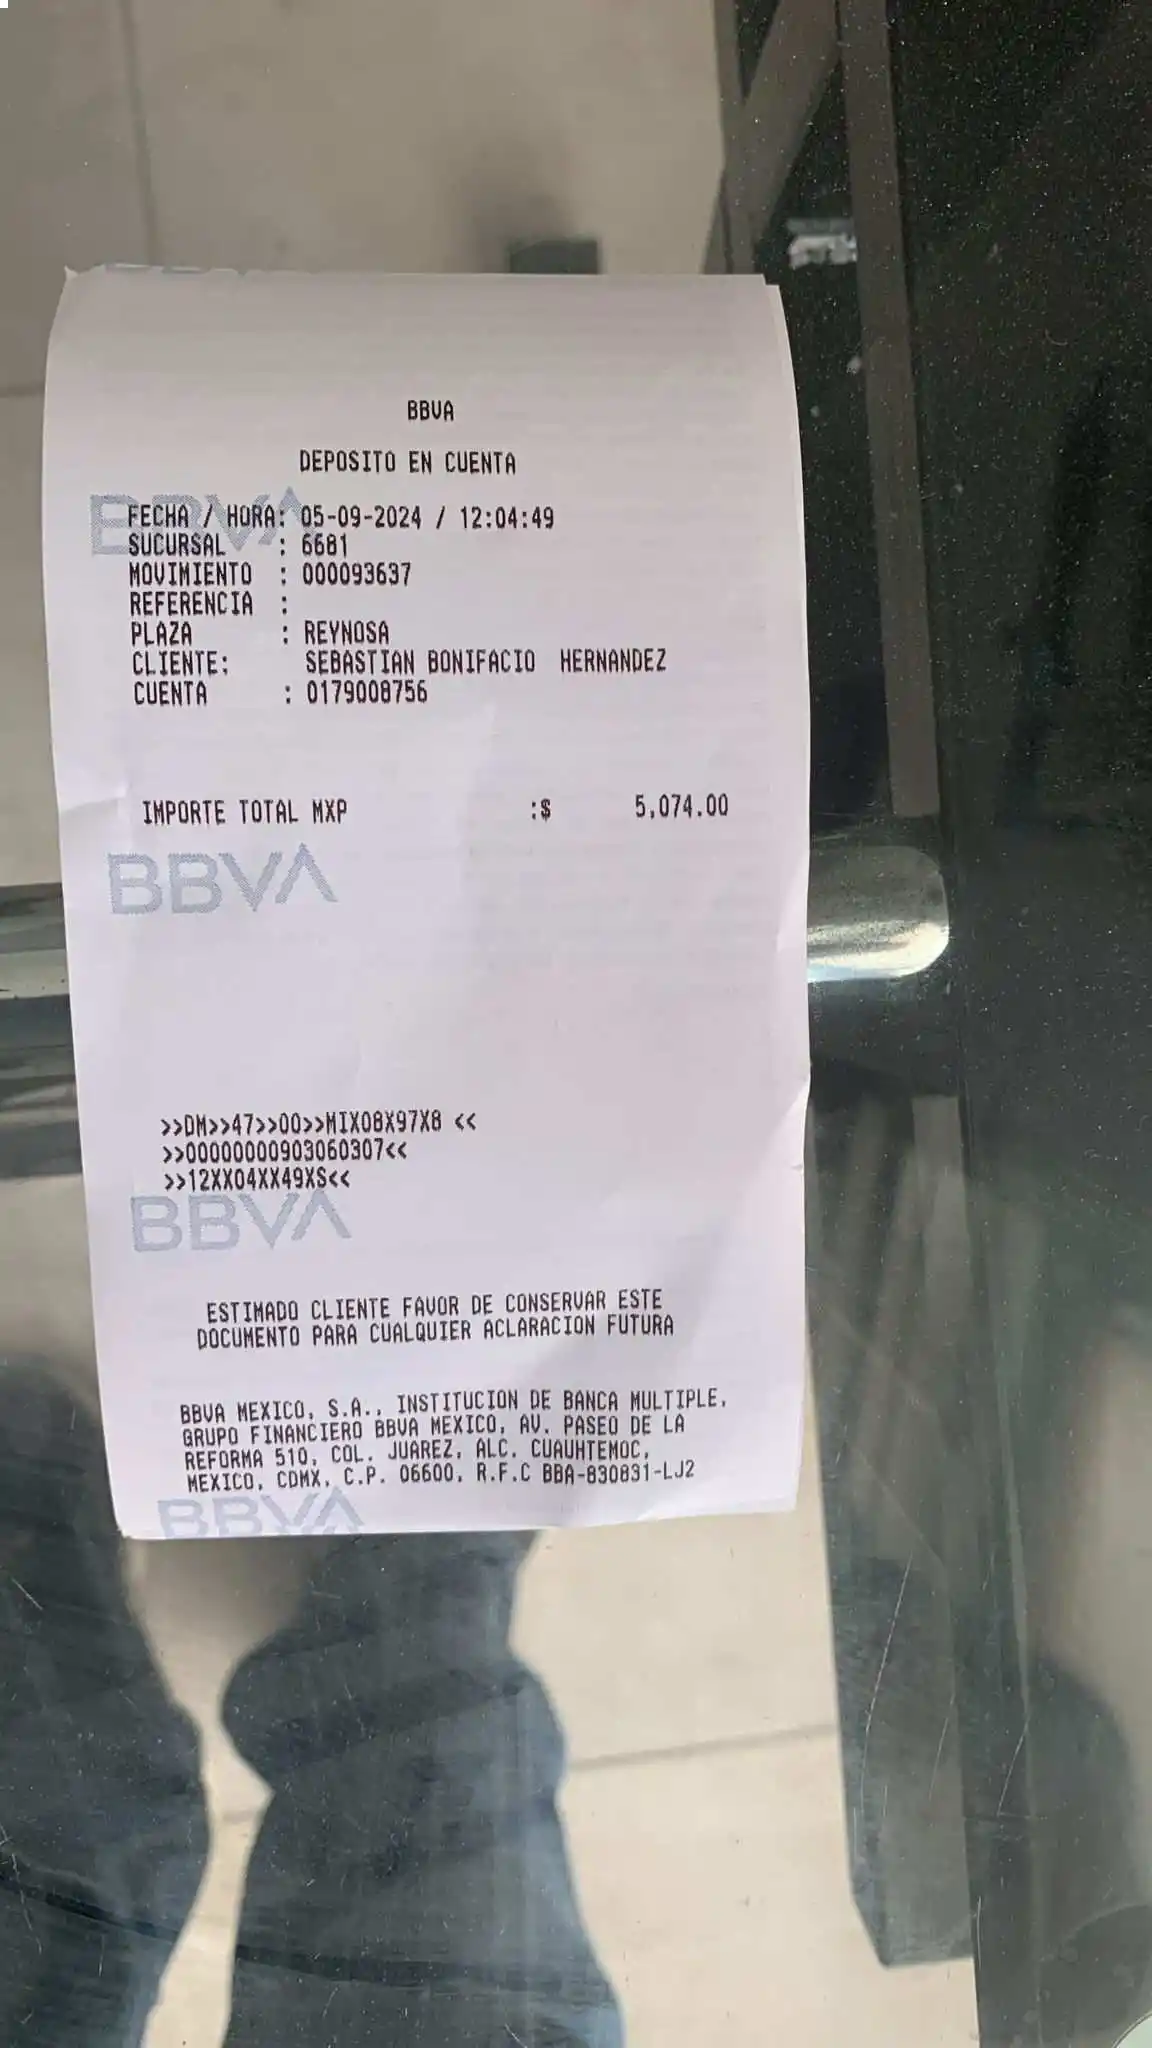 BBVA
DEPOSITO EN CUENTA
BBVA
FECHA / HORA: 05-09-2024 / 12:04:49
SUCURSAL : 6681
MOVIMIENTO : 000093637
REFERENCIA :
PLAZA : REYNOSA
CLIENTE: SEBASTIAN BONIFACIO HERNANDEZ
CUENTA : 0179008756
IMPORTE TOTAL MXP :$ 5,074.00
BBVA
>>DM>>47>>00>>MIX08X97X8 <<
>>00000000903060307<<
>>12XX04XX49XS<<
BBVA
ESTIMADO CLIENTE FAVOR DE CONSERVAR ESTE
DOCUMENTO PARA CUALQUIER ACLARACION FUTURA
BBVA MEXICO, S.A., INSTITUCION DE BANCA MULTIPLE,
GRUPO FINANCIERO BBVA MEXICO, AV. PASEO DE LA
REFORMA 510, COL. JUAREZ, ALC. CUAUHTEMOC,
MEXICO, CDMX, C.P. 06600, R.F.C BBA-830831-LJ2
BBVA